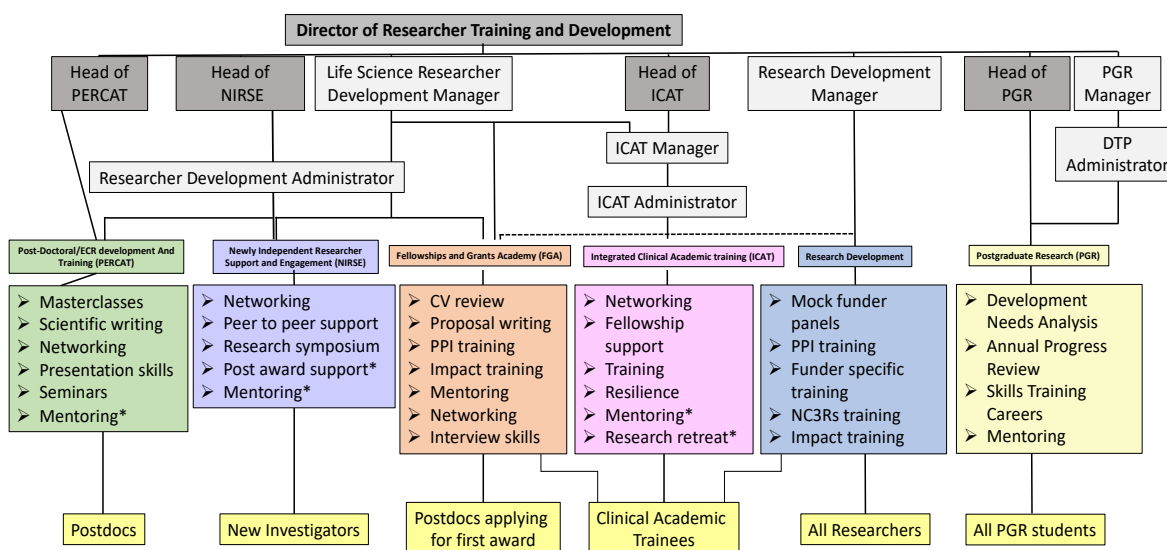 Director of Researcher Training and Development
Head of
PERCAT
Head of
NIRSE
Life Science Researcher
Development Manager
Head of
ICAT
Research Development
Manager
Head of
PGR
PGR
Manager
ICAT Manager
DTP
Administrator
Researcher Development Administrator
ICAT Administrator
Post-Doctoral/ECR development And
Training (PERCAT)
Newly Independent Researcher
Support and Engagement (NIRSE)
Fellowships and Grants Academy (FGA)
Integrated Clinical Academic training (ICAT)
Research Development
Postgraduate Research (PGR)
➢ Masterclasses
➢ Scientific writing
➢ Networking
➢ Presentation skills
➢ Seminars
➢ Mentoring*
➢ Networking
➢ Peer to peer support
➢ Research symposium
➢ Post award support*
➢ Mentoring*
➢ CV review
➢ Proposal writing
➢ PPI training
➢ Impact training
➢ Mentoring
➢ Networking
➢ Interview skills
➢ Networking
➢ Fellowship
support
➢ Training
➢ Resilience
➢ Mentoring*
➢ Research retreat*
➢ Mock funder
panels
➢ PPI training
➢ Funder specific
training
➢ NC3Rs training
➢ Impact training
➢ Development
Needs Analysis
➢ Annual Progress
Review
➢ Skills Training
Careers
➢ Mentoring
Postdocs
New Investigators
Postdocs applying
for first award
Clinical Academic
Trainees
All Researchers
All PGR students